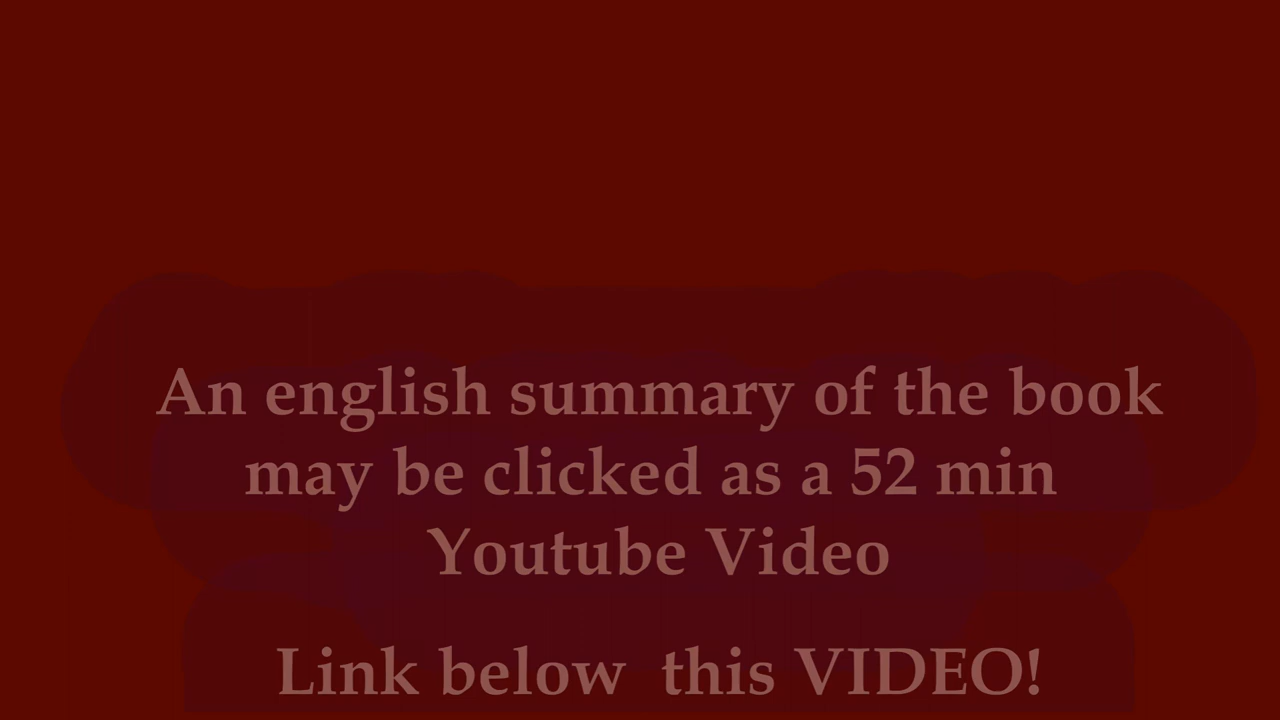 An english summary of the book
may be clicked as a 52 min
Youtube Video
Link below this VIDEO!